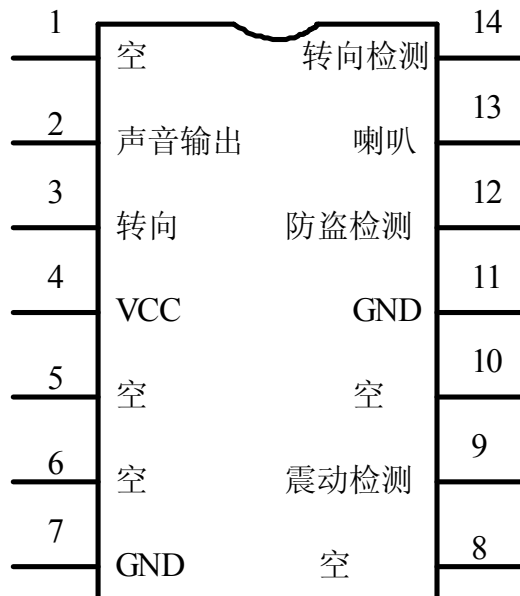 1 空 转向检测 14
2 声音输出 喇叭 13
3 转向 防盗检测 12
4 VCC GND 11
5 空 空 10
6 空 震动检测 9
7 GND 空 8